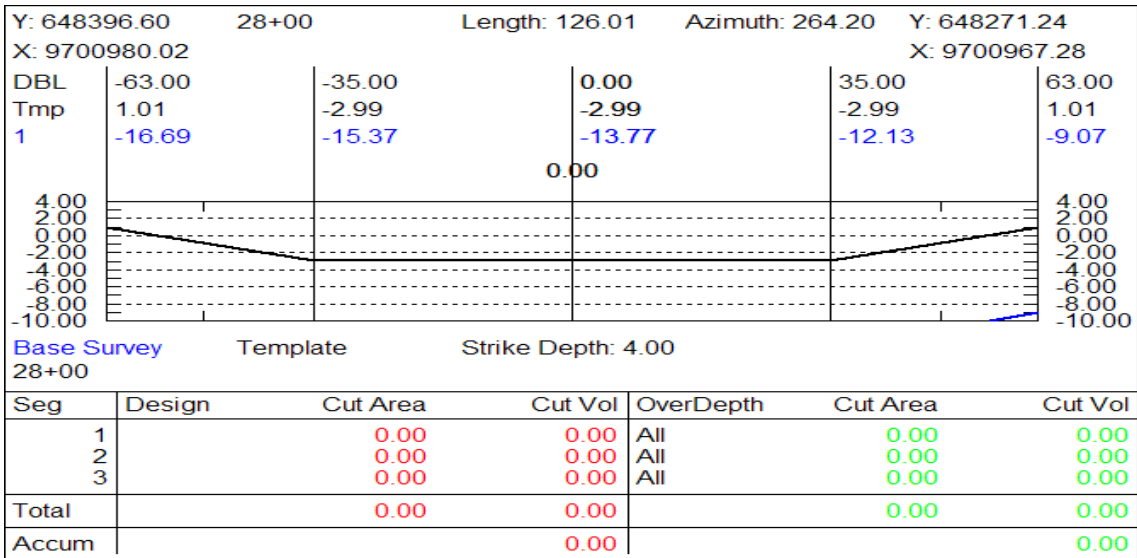 Y: 648396.60 28+00 Length: 126.01 Azimuth: 264.20 Y: 648271.24
X: 9700980.02 X: 9700967.28
DBL -63.00 -35.00 0.00 35.00 63.00
Tmp 1.01 -2.99 -2.99 -2.99 1.01
1 -16.69 -15.37 -13.77 -12.13 -9.07
0.00
4.00 4.00
2.00 2.00
0.00 0.00
-2.00 -2.00
-4.00 -4.00
-6.00 -6.00
-8.00 -8.00
-10.00 -10.00
Base Survey Template Strike Depth: 4.00
28+00
Seg Design Cut Area Cut Vol OverDepth Cut Area Cut Vol
1 0.00 0.00 All 0.00 0.00
2 0.00 0.00 All 0.00 0.00
3 0.00 0.00 All 0.00 0.00
Total 0.00 0.00 0.00 0.00
Accum 0.00 0.00